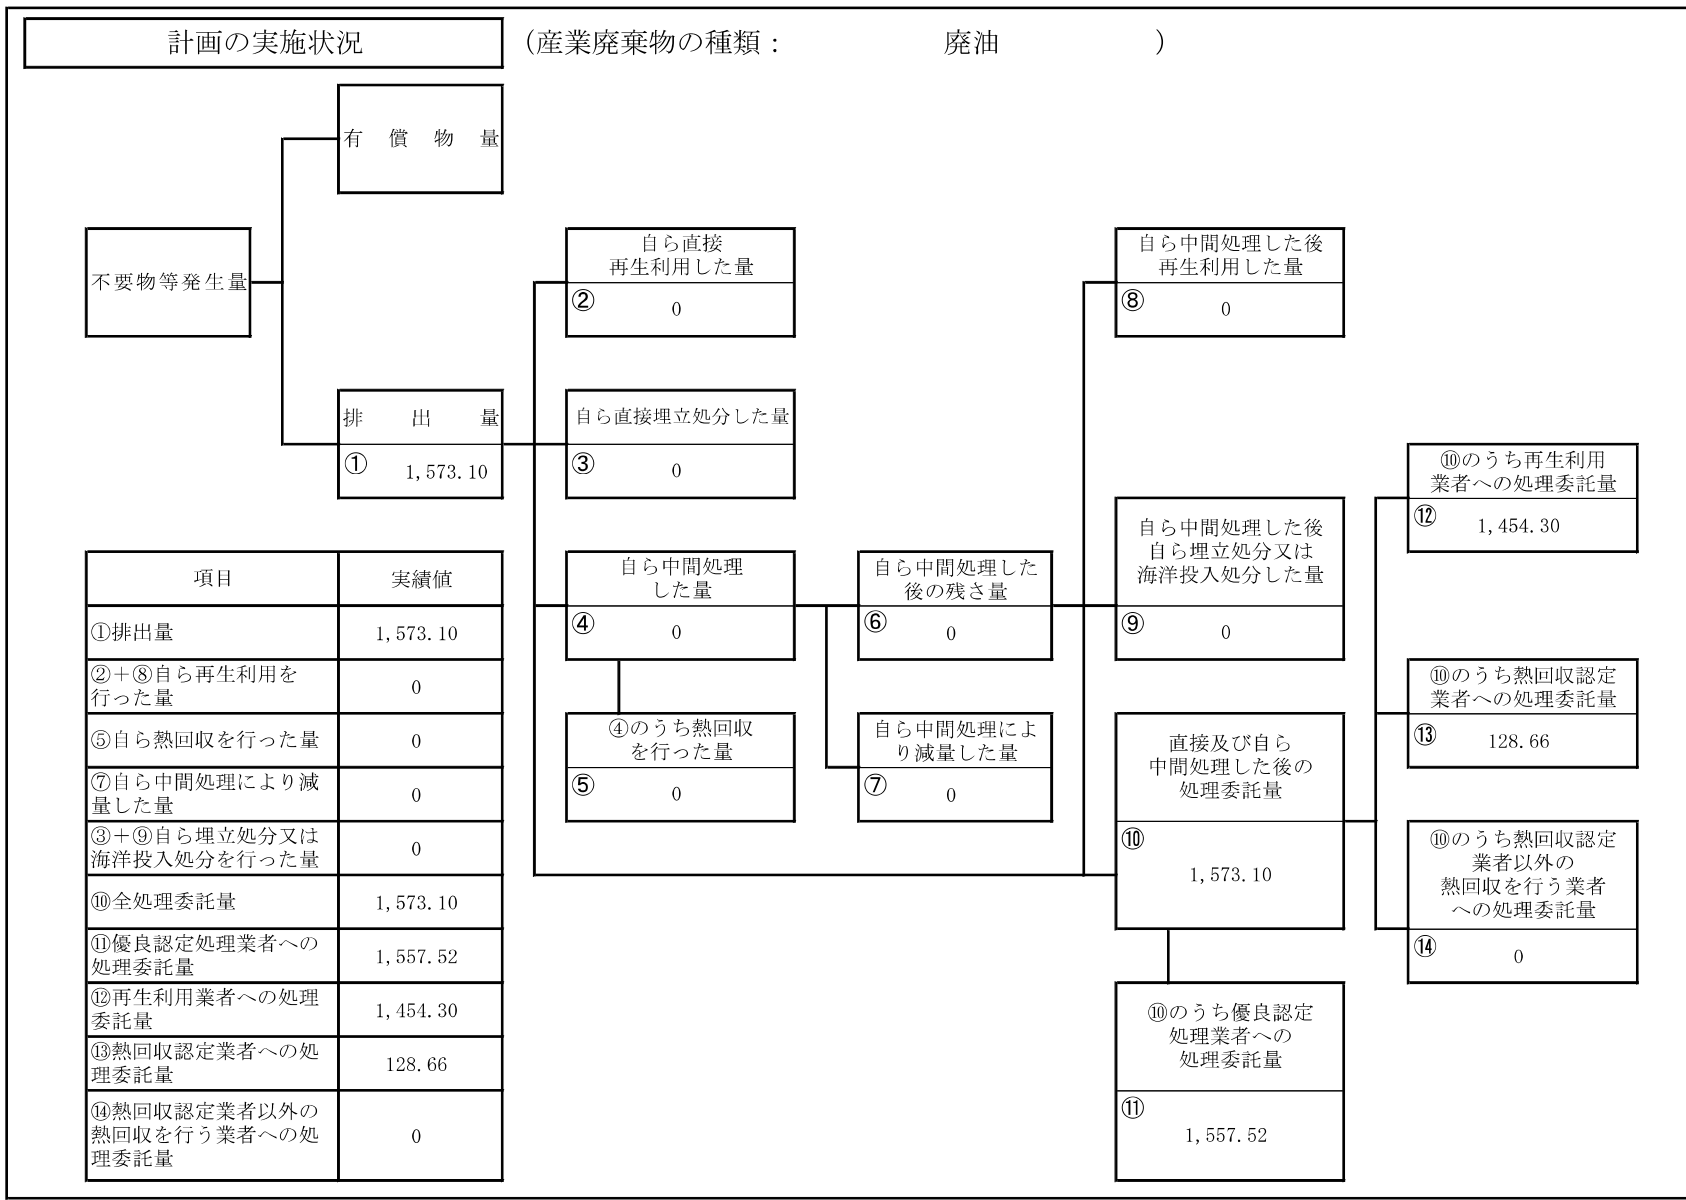 計画の実施状況
（産業廃棄物の種類： 廃油 ）
有償物量
不要物等発生量
排出量
① 1,573.10
自ら直接
再生利用した量
② 0
自ら直接埋立処分した量
③ 0
自ら中間処理
した量
④ 0
④のうち熱回収
を行った量
⑤ 0
自ら中間処理した
後の残さ量
⑥ 0
自ら中間処理によ
り減量した量
⑦ 0
自ら中間処理した後
再生利用した量
⑧ 0
自ら中間処理した後
自ら埋立処分又は
海洋投入処分した量
⑨ 0
直接及び自ら
中間処理した後の
処理委託量
⑩
1,573.10
⑩のうち優良認定
処理業者への
処理委託量
⑪
1,557.52
⑩のうち再生利用
業者への処理委託量
⑫ 1,454.30
⑩のうち熱回収認定
業者への処理委託量
⑬ 128.66
⑩のうち熱回収認定
業者以外の
熱回収を行う業者
への処理委託量
⑭ 0
項目 実績値
①排出量 1,573.10
②＋⑧自ら再生利用を
行った量 0
⑤自ら熱回収を行った量 0
⑦自ら中間処理により減
量した量 0
③＋⑨自ら埋立処分又は
海洋投入処分を行った量 0
⑩全処理委託量 1,573.10
⑪優良認定処理業者への
処理委託量 1,557.52
⑫再生利用業者への処理
委託量 1,454.30
⑬熱回収認定業者への処
理委託量 128.66
⑭熱回収認定業者以外の
熱回収を行う業者への処
理委託量 0